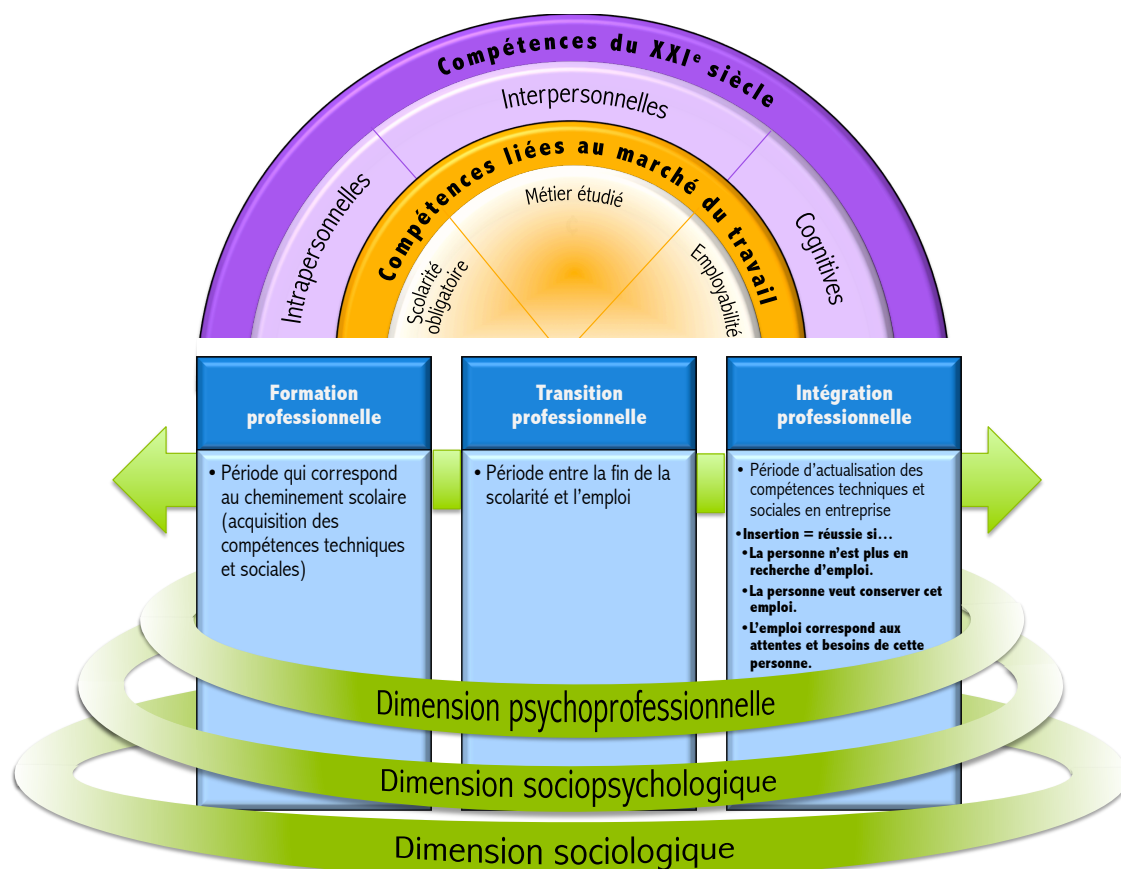 Compétences du XXIᵉ siècle
Interpersonnelles
Intrapersonnelles
Cognitives
Compétences liées au marché du travail
Métier étudié
Scolarité
obligatoire
Employabilité
Formation
professionnelle
• Période qui correspond
au cheminement scolaire
(acquisition des
compétences techniques
et sociales)
Transition
professionnelle
• Période entre la fin de la
scolarité et l'emploi
Intégration
professionnelle
• Période d'actualisation des
compétences techniques et
sociales en entreprise
•Insertion = réussie si…
•La personne n'est plus en
recherche d'emploi.
•La personne veut conserver cet
emploi.
•L'emploi correspond aux
attentes et besoins de cette
personne.
Dimension psychoprofessionnelle
Dimension sociopsychologique
Dimension sociologique